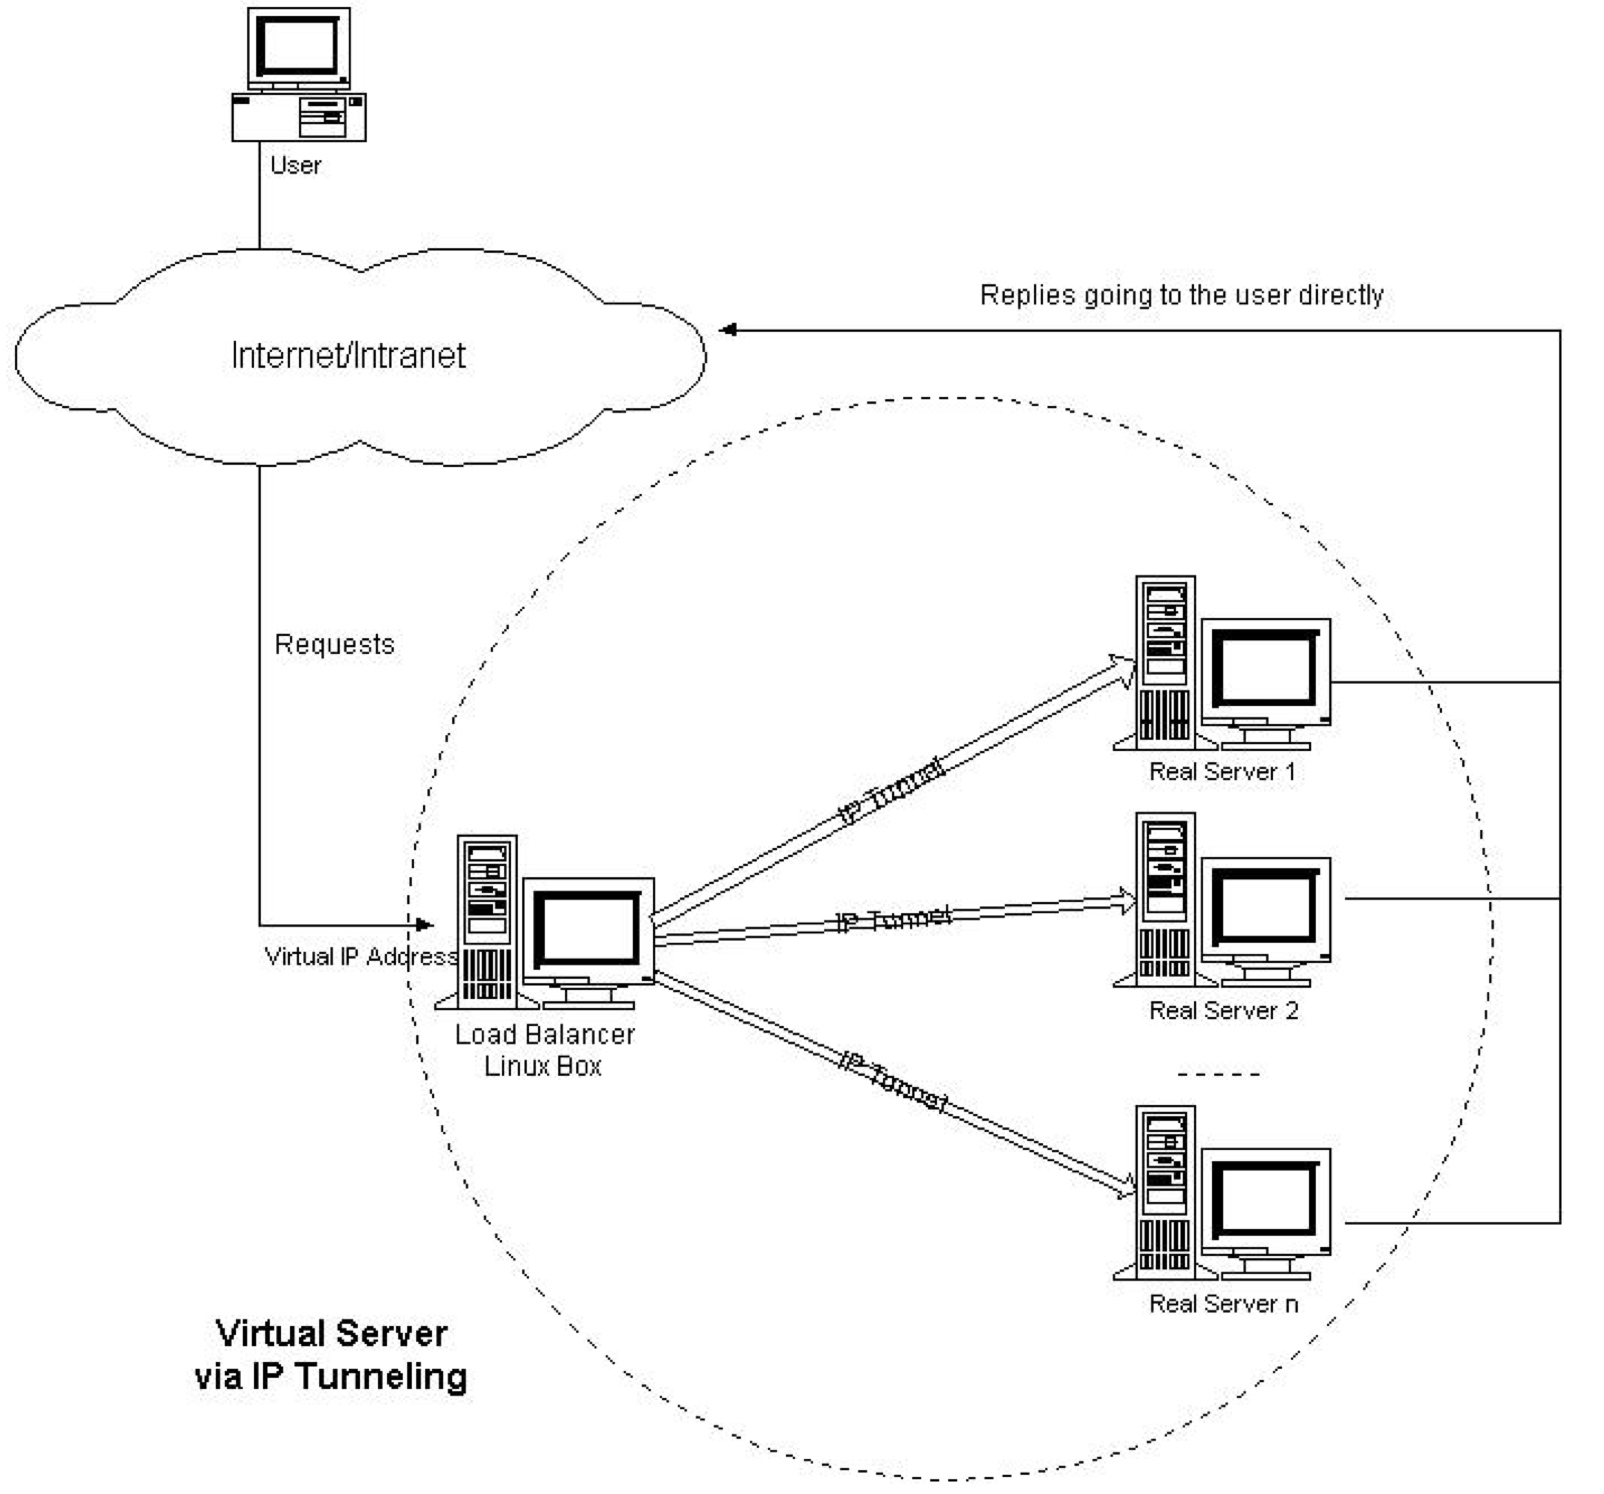 User
Internet/Intranet
Replies going to the user directly
Requests
IP Tunnel
Real Server 1
IP Tunnel
Virtual IP Address
Real Server 2
Load Balancer
Linux Box
IP Tunnel
Real Server n
Virtual Server
via IP Tunneling